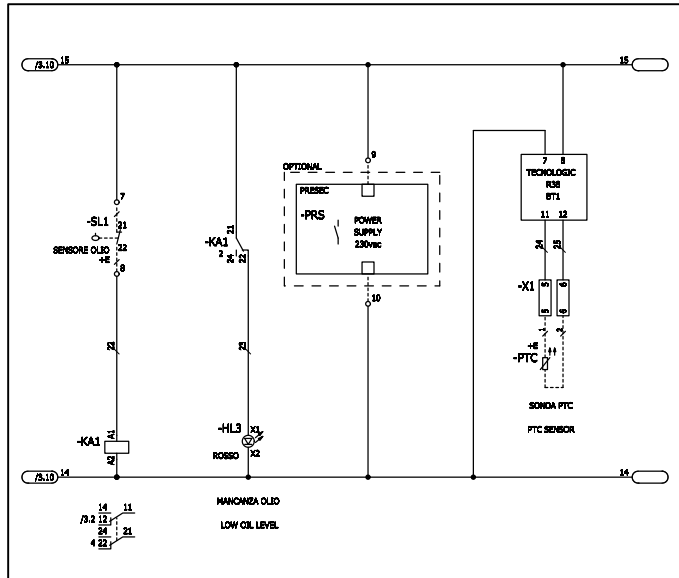 /3.10 15
15
9
OPTIONAL
7 8
TECNOLOGIC
R38
BT1
11 12
PRESEC
-PRS
POWER
SUPPLY
230vac
7
-SL1
21
22
SENSORE OLIO
+m
8
21
-KA1
2
24 22
24 25
10
-X1
5 6
5 6
1 2
+m
-PTC
22
23
SONDA PTC
PTC SENSOR
-KA1
A1
A2
-HL3
X1
X2
ROSSO
/3.10 14
14
MANCANZA OLIO
LOW OIL LEVEL
14 11
/3.2 12
24 21
4 22